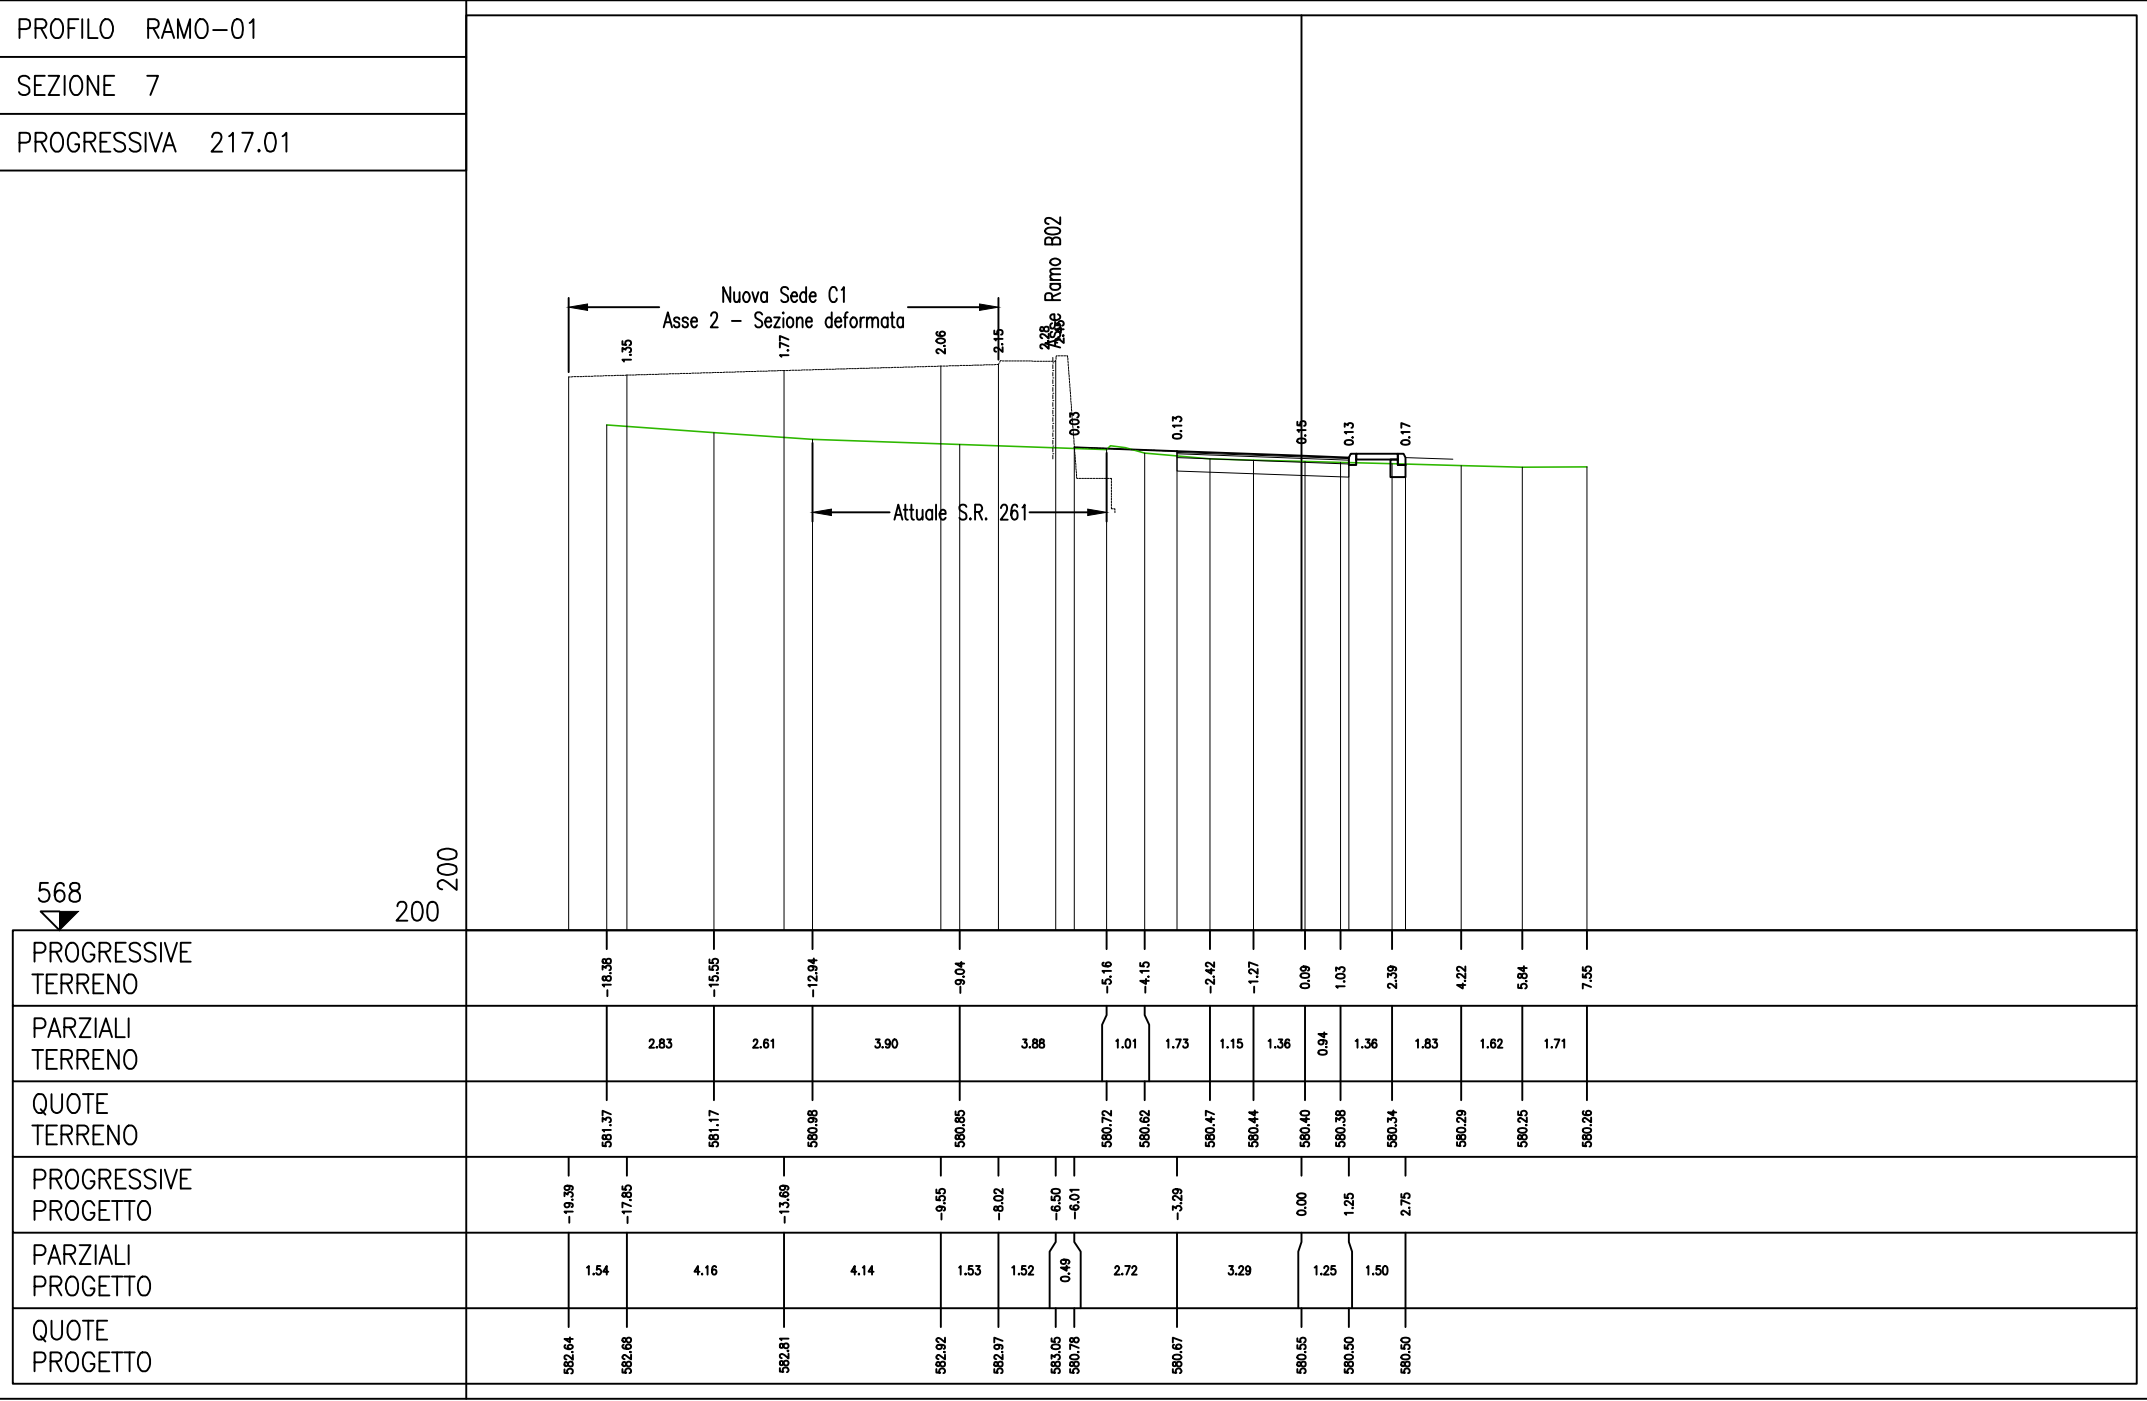 PROFILO RAMO-01
SEZIONE 7
PROGRESSIVA 217.01
Asse Ramo B02
Nuova Sede C1
Asse 2 - Sezione deformata
1.35
1.77
2.06
2.15
2.28
0.03
0.13
0.15
0.13
0.17
Attuale S.R. 261
568
200
200
PROGRESSIVE
TERRENO
-18.38 -15.55 -12.94 -9.04 -5.16 -4.15 -2.42 -1.27 0.09 1.03 2.39 4.22 5.84 7.55
PARZIALI
TERRENO
2.83 2.61 3.90 3.88 1.01 1.73 1.15 1.36 0.94 1.36 1.83 1.62 1.71
QUOTE
TERRENO
581.37 581.17 580.98 580.85 580.72 580.62 580.47 580.44 580.40 580.38 580.34 580.29 580.25 580.26
PROGRESSIVE
PROGETTO
-19.39 -17.85 -13.69 -9.55 -8.02 -6.50 -6.01 -3.29 0.00 1.25 2.75
PARZIALI
PROGETTO
1.54 4.16 4.14 1.53 1.52 0.49 2.72 3.29 1.25 1.50
QUOTE
PROGETTO
582.64 582.68 582.81 582.92 582.97 583.05 580.78 580.67 580.55 580.50 580.50